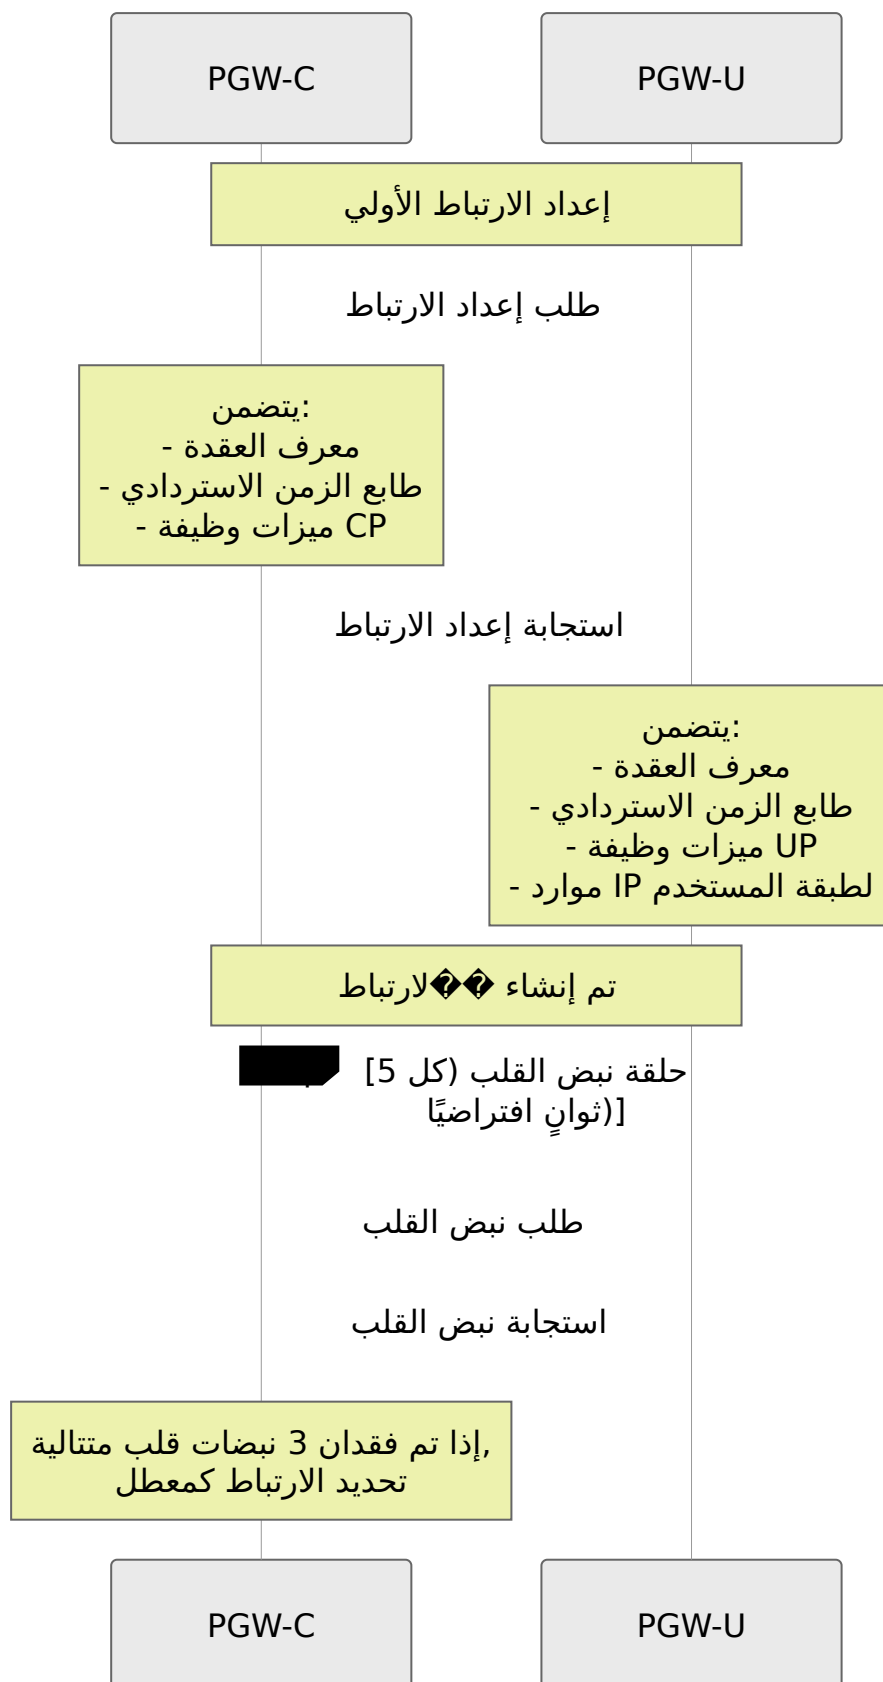 PGW-C
PGW-U
إعداد الارتباط الأولي
طلب إعداد الارتباط
يتضمن:
- معرف العقدة
- طابع الزمن الاستردادي
- ميزات وظيفة CP
استجابة إعداد الارتباط
يتضمن:
- معرف العقدة
- طابع الزمن الاستردادي
- ميزات وظيفة UP
- موارد IP لطبقة المستخدم
تم إنشاء ��لارتباط
[حلقة نبض القلب (كل 5
ثوانٍ افتراضيًا)]
طلب نبض القلب
استجابة نبض القلب
إذا تم فقدان 3 نبضات قلب متتالية,
تحديد الارتباط كمعطل
PGW-C
PGW-U